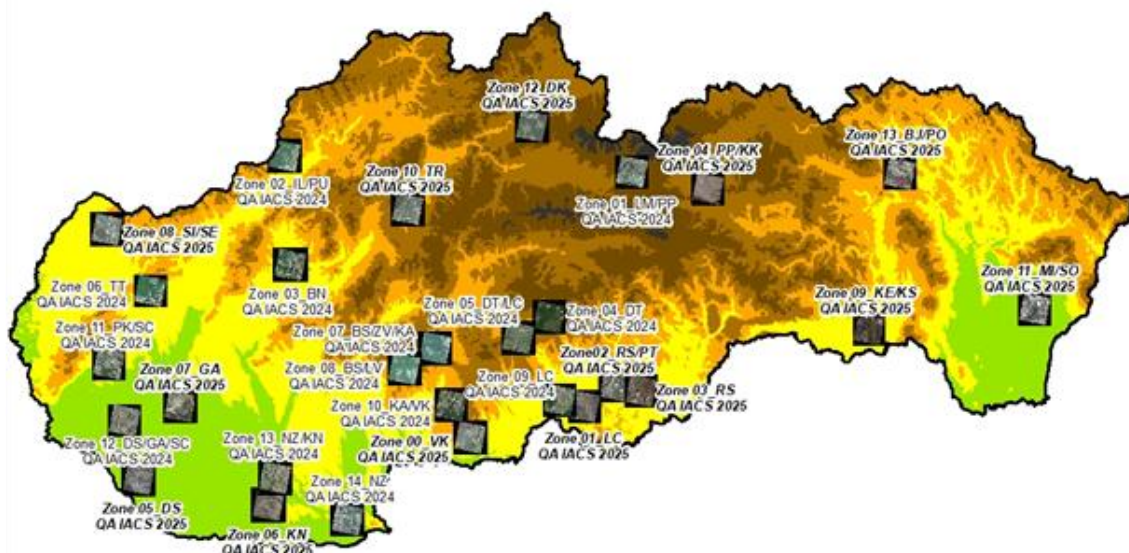 Zone 12_DK
QA IACS 2025
Zone 04_PP/KK
QA IACS 2025
Zone 13_BJ/PO
QA IACS 2025
Zone 02_IL/PU
QA IACS 2024
Zone 10_TR
QA IACS 2025
Zone 01_LM/PP
QA IACS 2024
Zone 08_SI/SE
QA IACS 2025
Zone 06_TT
QA IACS 2024
Zone 03_BN
QA IACS 2024
Zone 11_MI/SO
QA IACS 2025
Zone 05_DT/LC
QA IACS 2024
Zone 04_DT
QA IACS 2024
Zone 09_KE/KS
QA IACS 2025
Zone 11_PK/SC
QA IACS 2024
Zone 07_BS/ZV/KA
QA IACS 2024
Zone02_RS/PT
QA IACS 2025
Zone 07_GA
QA IACS 2025
Zone 08_BS/LV
QA IACS 2024
Zone 09_LC
QA IACS 2024
Zone 03_RS
QA IACS 2025
Zone 10_KA/VK
QA IACS 2024
Zone 01_LC
QA IACS 2025
Zone 12_DS/GA/SC
QA IACS 2024
Zone 13_NZ/KN
QA IACS 2024
Zone 00_VK
QA IACS 2025
Zone 14_NZ
QA IACS 2024
Zone 05_DS
QA IACS 2025
Zone 06_KN
QA IACS 2025